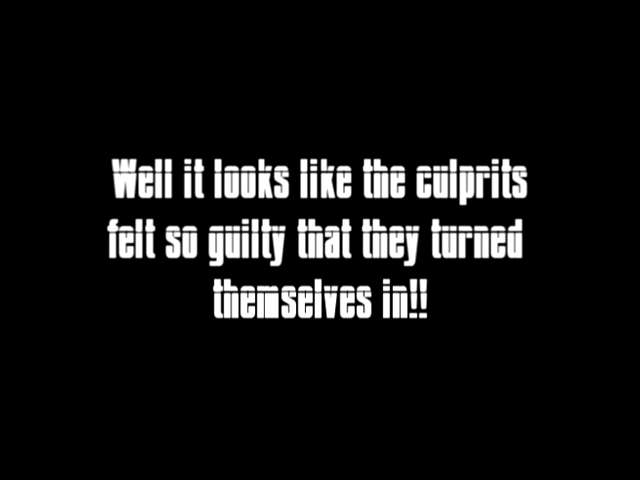 Well it looks like the culprits
felt so guilty that they turned
themselves in!!